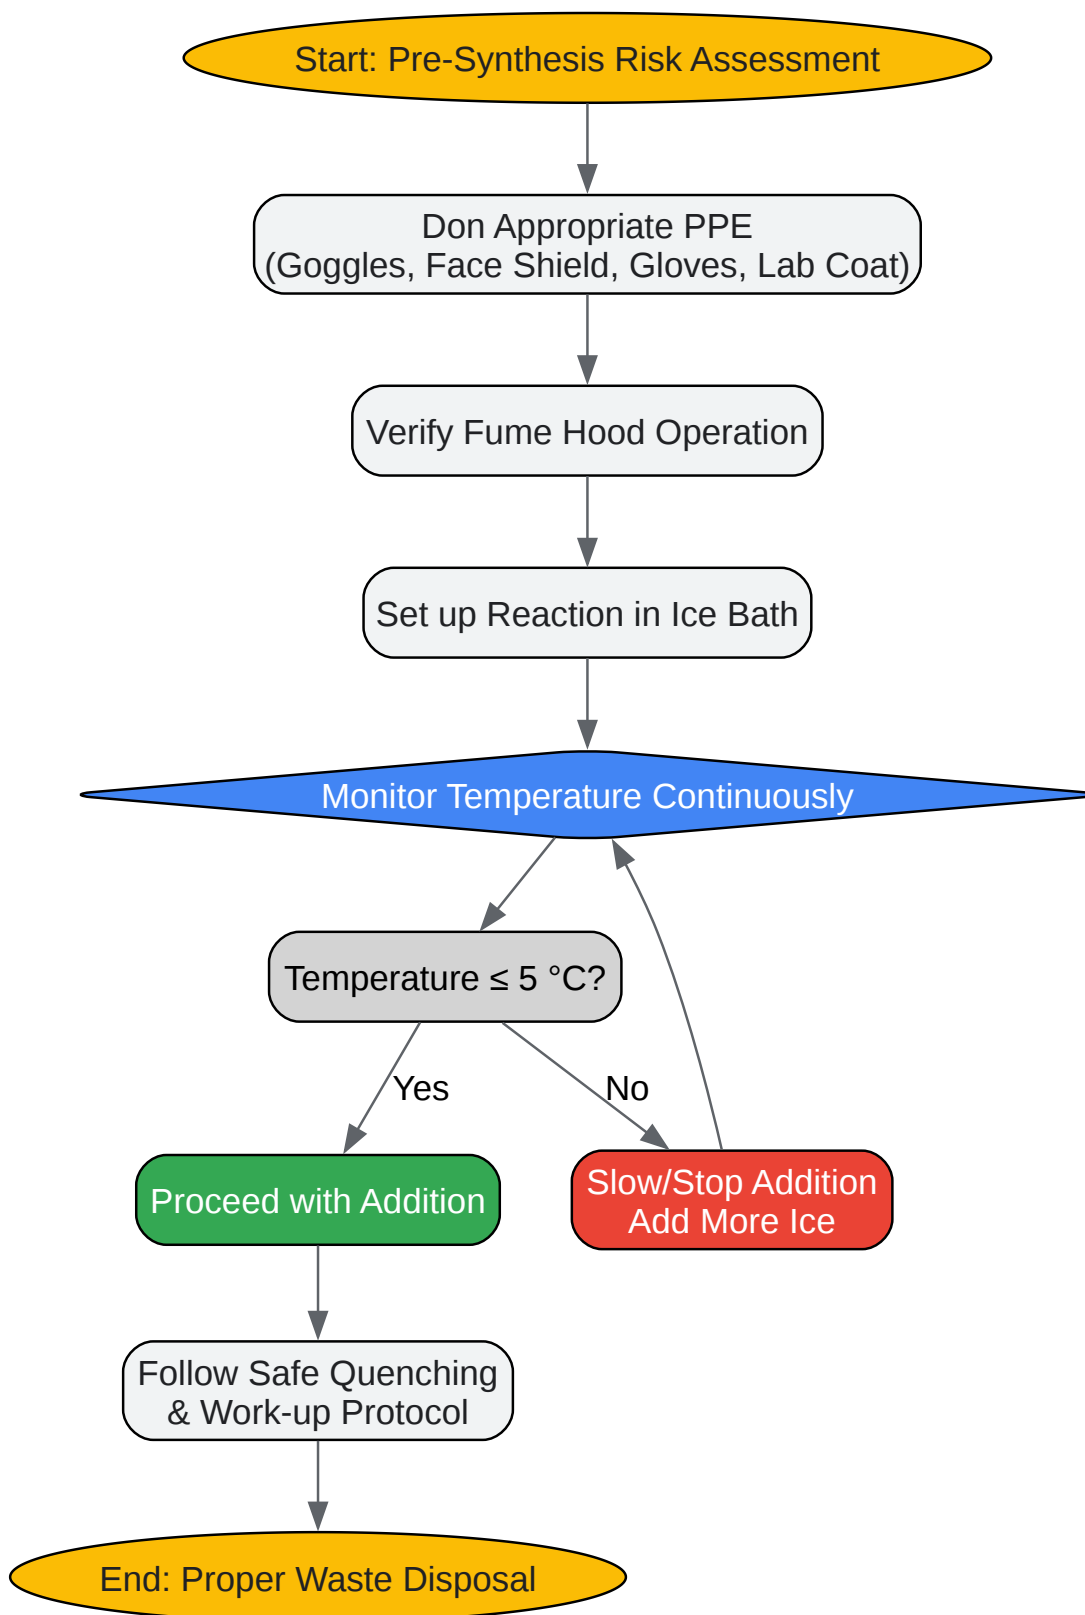 Start: Pre-Synthesis Risk Assessment
Don Appropriate PPE
(Goggles, Face Shield, Gloves, Lab Coat)
Verify Fume Hood Operation
Set up Reaction in Ice Bath
Monitor Temperature Continuously
Temperature ≤ 5 °C?
Yes
No
Proceed with Addition
Slow/Stop Addition
Add More Ice
Follow Safe Quenching
& Work-up Protocol
End: Proper Waste Disposal